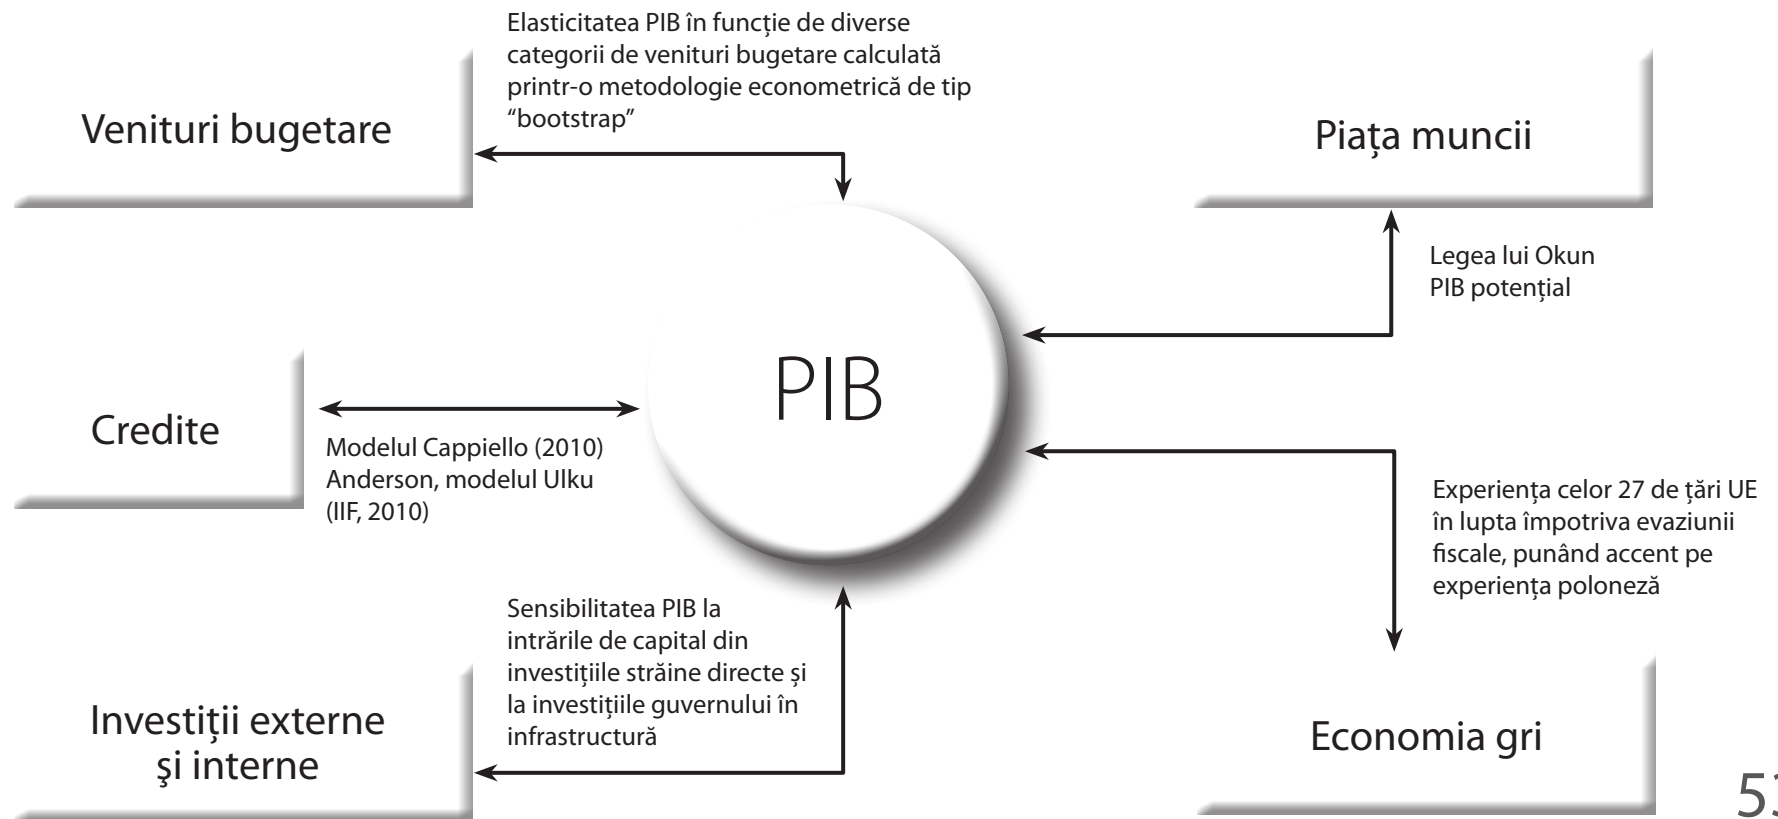 Elasticitatea PIB în funcție de diverse
categorii de venituri bugetare calculată
printr-o metodologie econometrică de tip
“bootstrap”
Venituri bugetare
Piața muncii
Legea lui Okun
PIB potențial
PIB
Credite
Modelul Cappiello (2010)
Anderson, modelul Ulku
(IIF, 2010)
Experiența celor 27 de țări UE
în lupta împotriva evaziunii
fiscale, punând accent pe
experiența poloneză
Sensibilitatea PIB la
intrările de capital din
investițiile străine directe și
la investițiile guvernului în
infrastructură
Investiții externe
şi interne
Economia gri